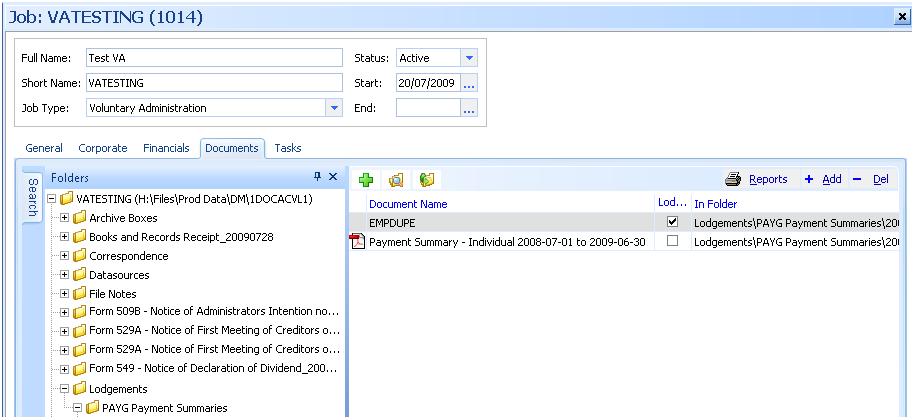 Job: VATESTING (1014)
Full Name: Test VA Status: Active
Short Name: VATESTING Start: 20/07/2009 ...
Job Type: Voluntary Administration End: ...
General Corporate Financials Documents Tasks
Search
Folders
Reports + Add − Del
VATESTING (H:\Files\Prod Data\DM\1DOCACVL1)
Archive Boxes
Books and Records Receipt_20090728
Correspondence
Datasources
File Notes
Form 509B - Notice of Administrators Intention no...
Form 529A - Notice of First Meeting of Creditors o...
Form 529A - Notice of First Meeting of Creditors o...
Form 549 - Notice of Declaration of Dividend_200...
Lodgements
PAYG Payment Summaries
Document Name Lod... In Folder
EMPDUPE Lodgements\PAYG Payment Summaries\200
Payment Summary - Individual 2008-07-01 to 2009-06-30 Lodgements\PAYG Payment Summaries\200